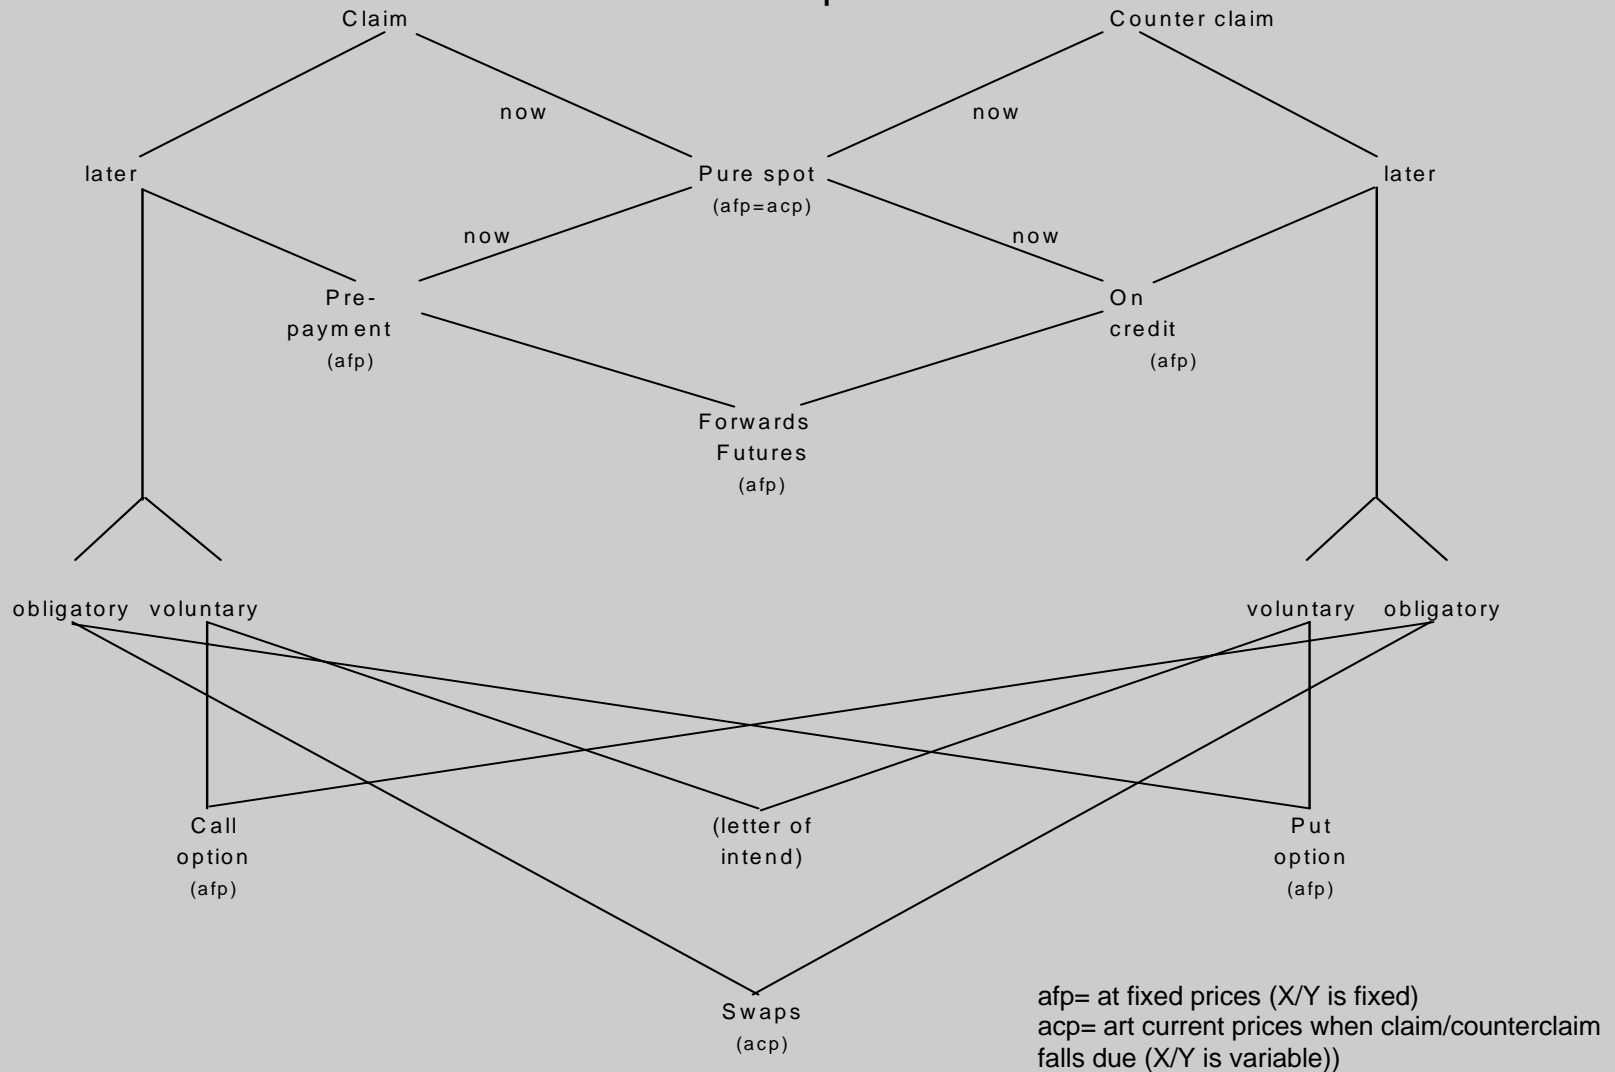 Claim
Counter claim
now
now
later
Pure spot
later
(afp=acp)
now
now
Pre-
payment
(afp)
On
credit
(afp)
Forwards
Futures
(afp)
obligatory
voluntary
voluntary
obligatory
Call
option
(afp)
(letter of
intend)
Put
option
(afp)
Swaps
(acp)
afp= at fixed prices (X/Y is fixed)
acp= art current prices when claim/counterclaim
falls due (X/Y is variable))